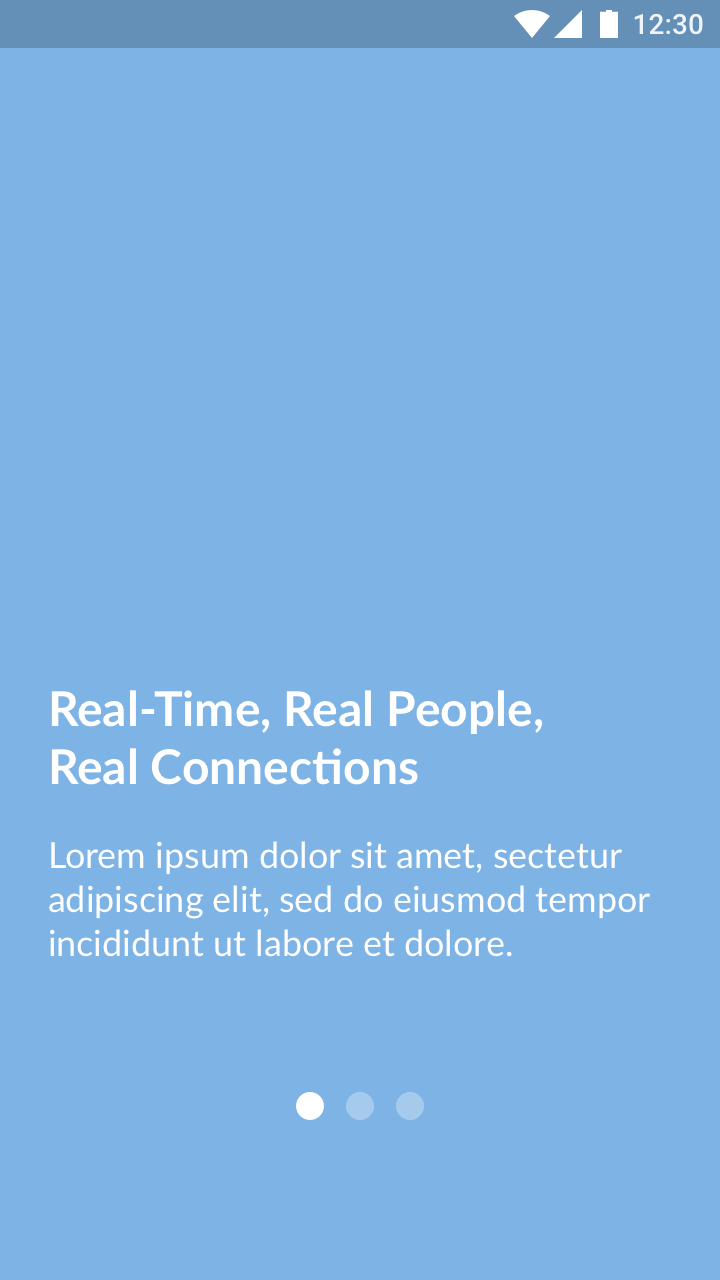 12:30
Real-Time, Real People,
Real Connections
Lorem ipsum dolor sit amet, sectetur
adipiscing elit, sed do eiusmod tempor
incididunt ut labore et dolore.